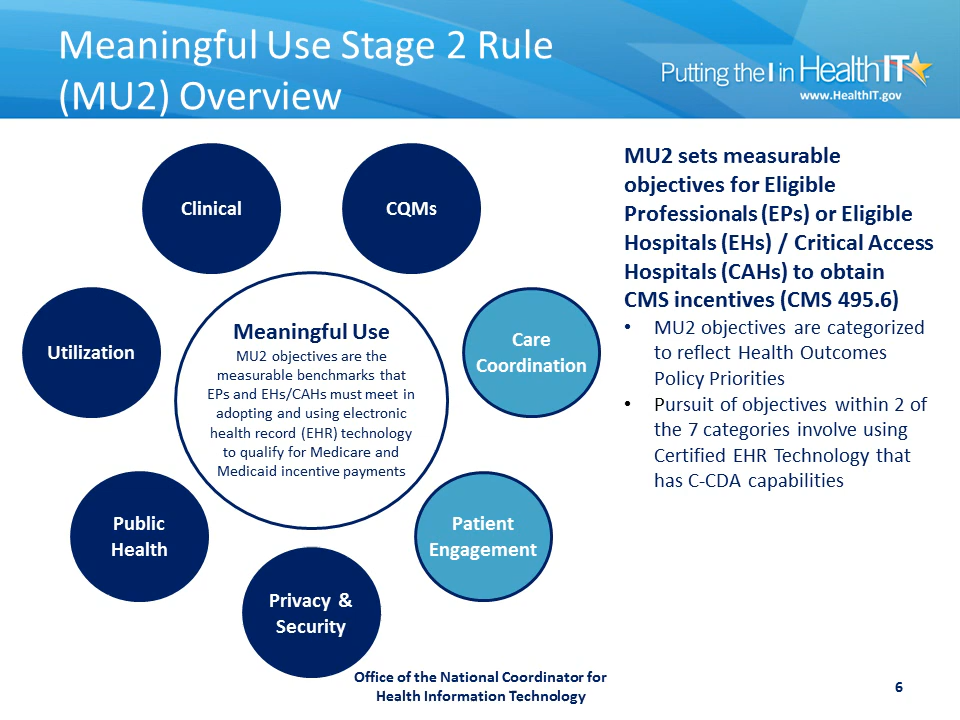 Meaningful Use Stage 2 Rule
(MU2) Overview
Putting the I in HealthIT
www.HealthIT.gov
Clinical
CQMs
Utilization
Care
Coordination
Public
Health
Patient
Engagement
Privacy &
Security
Meaningful Use
MU2 objectives are the
measurable benchmarks that
EPs and EHs/CAHs must meet in
adopting and using electronic
health record (EHR) technology
to qualify for Medicare and
Medicaid incentive payments
MU2 sets measurable
objectives for Eligible
Professionals (EPs) or Eligible
Hospitals (EHs) / Critical Access
Hospitals (CAHs) to obtain
CMS incentives (CMS 495.6)
• MU2 objectives are categorized
to reflect Health Outcomes
Policy Priorities
• Pursuit of objectives within 2 of
the 7 categories involve using
Certified EHR Technology that
has C-CDA capabilities
Office of the National Coordinator for
Health Information Technology
6